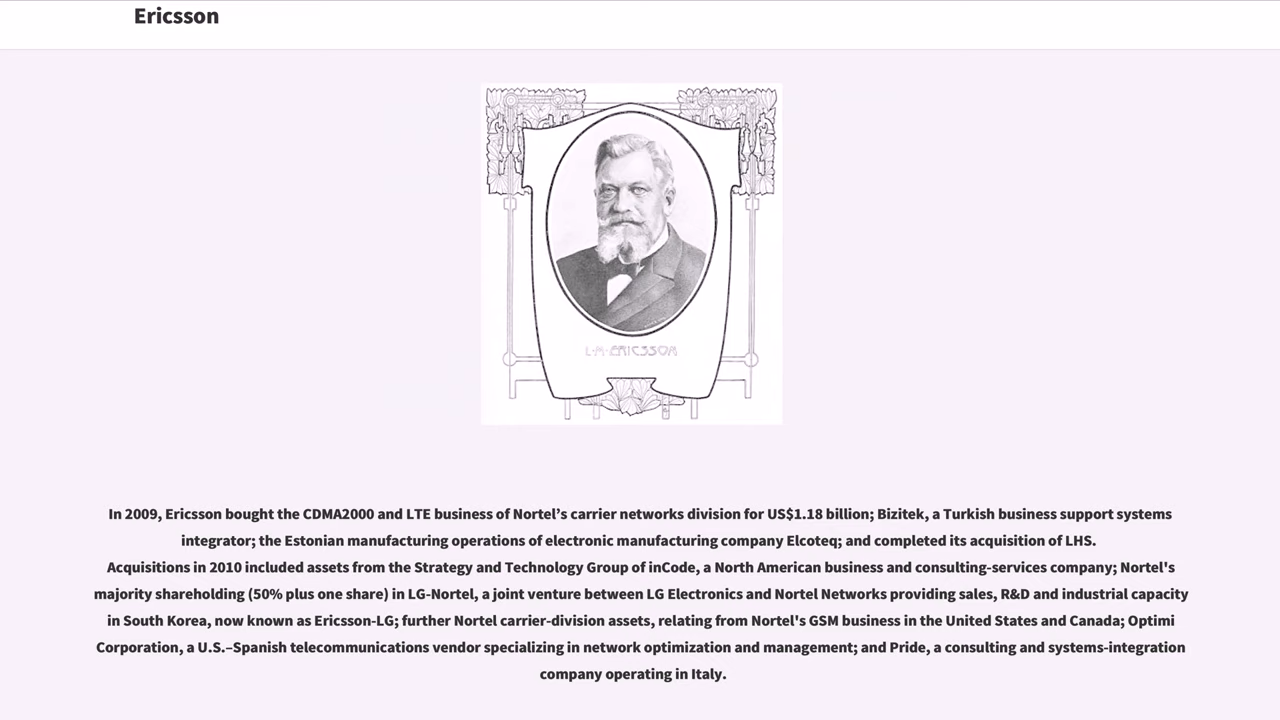 Ericsson
L·M·ERICSSON
In 2009, Ericsson bought the CDMA2000 and LTE business of Nortel’s carrier networks division for US$1.18 billion; Bizitek, a Turkish business support systems
integrator; the Estonian manufacturing operations of electronic manufacturing company Elcoteq; and completed its acquisition of LHS.
Acquisitions in 2010 included assets from the Strategy and Technology Group of inCode, a North American business and consulting-services company; Nortel's
majority shareholding (50% plus one share) in LG-Nortel, a joint venture between LG Electronics and Nortel Networks providing sales, R&D and industrial capacity
in South Korea, now known as Ericsson-LG; further Nortel carrier-division assets, relating from Nortel's GSM business in the United States and Canada; Optimi
Corporation, a U.S.–Spanish telecommunications vendor specializing in network optimization and management; and Pride, a consulting and systems-integration
company operating in Italy.